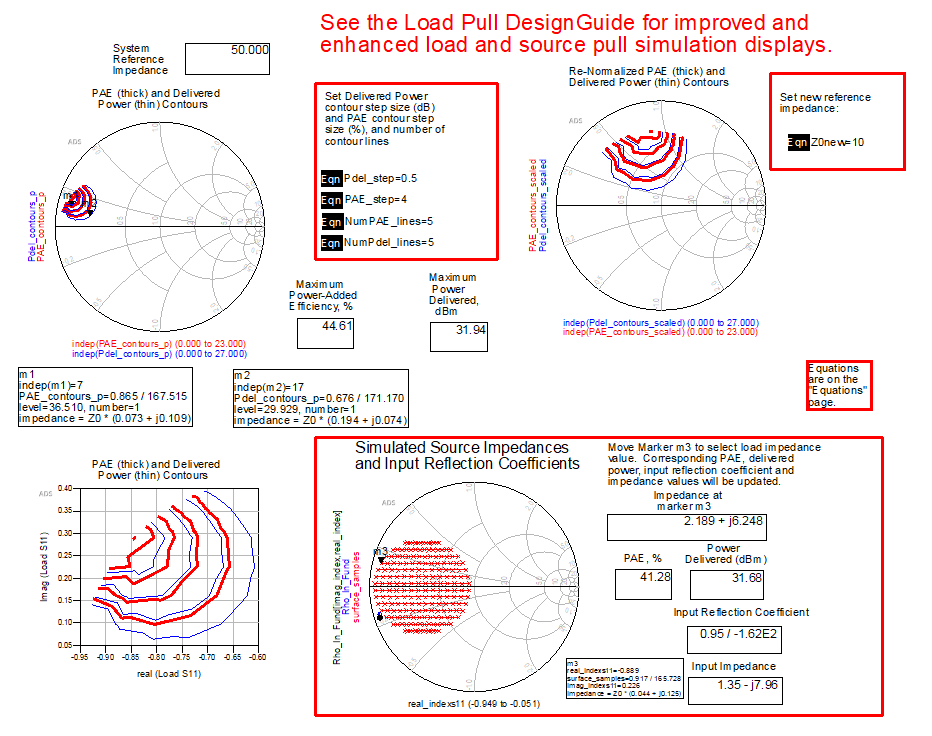 See the Load Pull DesignGuide for improved and
enhanced load and source pull simulation displays.
System
Reference
Impedance
50.000
PAE (thick) and Delivered
Power (thin) Contours
ADS
Pdel_contours_p
PAE_contours_p
indep(PAE_contours_p) (0.000 to 23.000)
indep(Pdel_contours_p) (0.000 to 27.000)
Set Delivered Power
contour step size (dB)
and PAE contour step
size (%), and number of
contour lines
Eqn Pdel_step=0.5
Eqn PAE_step=4
Eqn NumPAE_lines=5
Eqn NumPdel_lines=5
Maximum
Power-Added
Efficiency, %
44.61
Maximum
Power
Delivered,
dBm
31.94
Re-Normalized PAE (thick) and
Delivered Power (thin) Contours
ADS
PAE_contours_scaled
Pdel_contours_scaled
indep(Pdel_contours_scaled) (0.000 to 27.000)
indep(PAE_contours_scaled) (0.000 to 23.000)
Set new reference
impedance:
Eqn Z0new=10
Equations
are on the
"Equations"
page.
m1
indep(m1)=7
PAE_contours_p=0.865 / 167.515
level=36.510, number=1
impedance = Z0 * (0.073 + j0.109)
m2
indep(m2)=17
Pdel_contours_p=0.676 / 171.170
level=29.929, number=1
impedance = Z0 * (0.194 + j0.074)
PAE (thick) and Delivered
Power (thin) Contours
ADS
imag (Load S11)
0.40
0.35
0.30
0.25
0.20
0.15
0.10
0.05
-0.95 -0.90 -0.85 -0.80 -0.75 -0.70 -0.65 -0.60
real (Load S11)
Simulated Source Impedances
and Input Reflection Coefficients
ADS
m3
Rho_In_Fund[imag_index,real_index]
Rho_In_Fund
surface_samples
real_indexs11 (-0.949 to -0.051)
Move Marker m3 to select load impedance
value. Corresponding PAE, delivered
power, input reflection coefficient and
impedance values will be updated.
Impedance at
marker m3
2.189 + j6.248
PAE, %
41.28
Power
Delivered (dBm)
31.68
Input Reflection Coefficient
0.95 / -1.62E2
Input Impedance
1.35 - j7.96
m3
real_indexs11=-0.889
surface_samples=0.917 / 165.728
imag_indexs11=0.226
impedance = Z0 * (0.044 + j0.125)